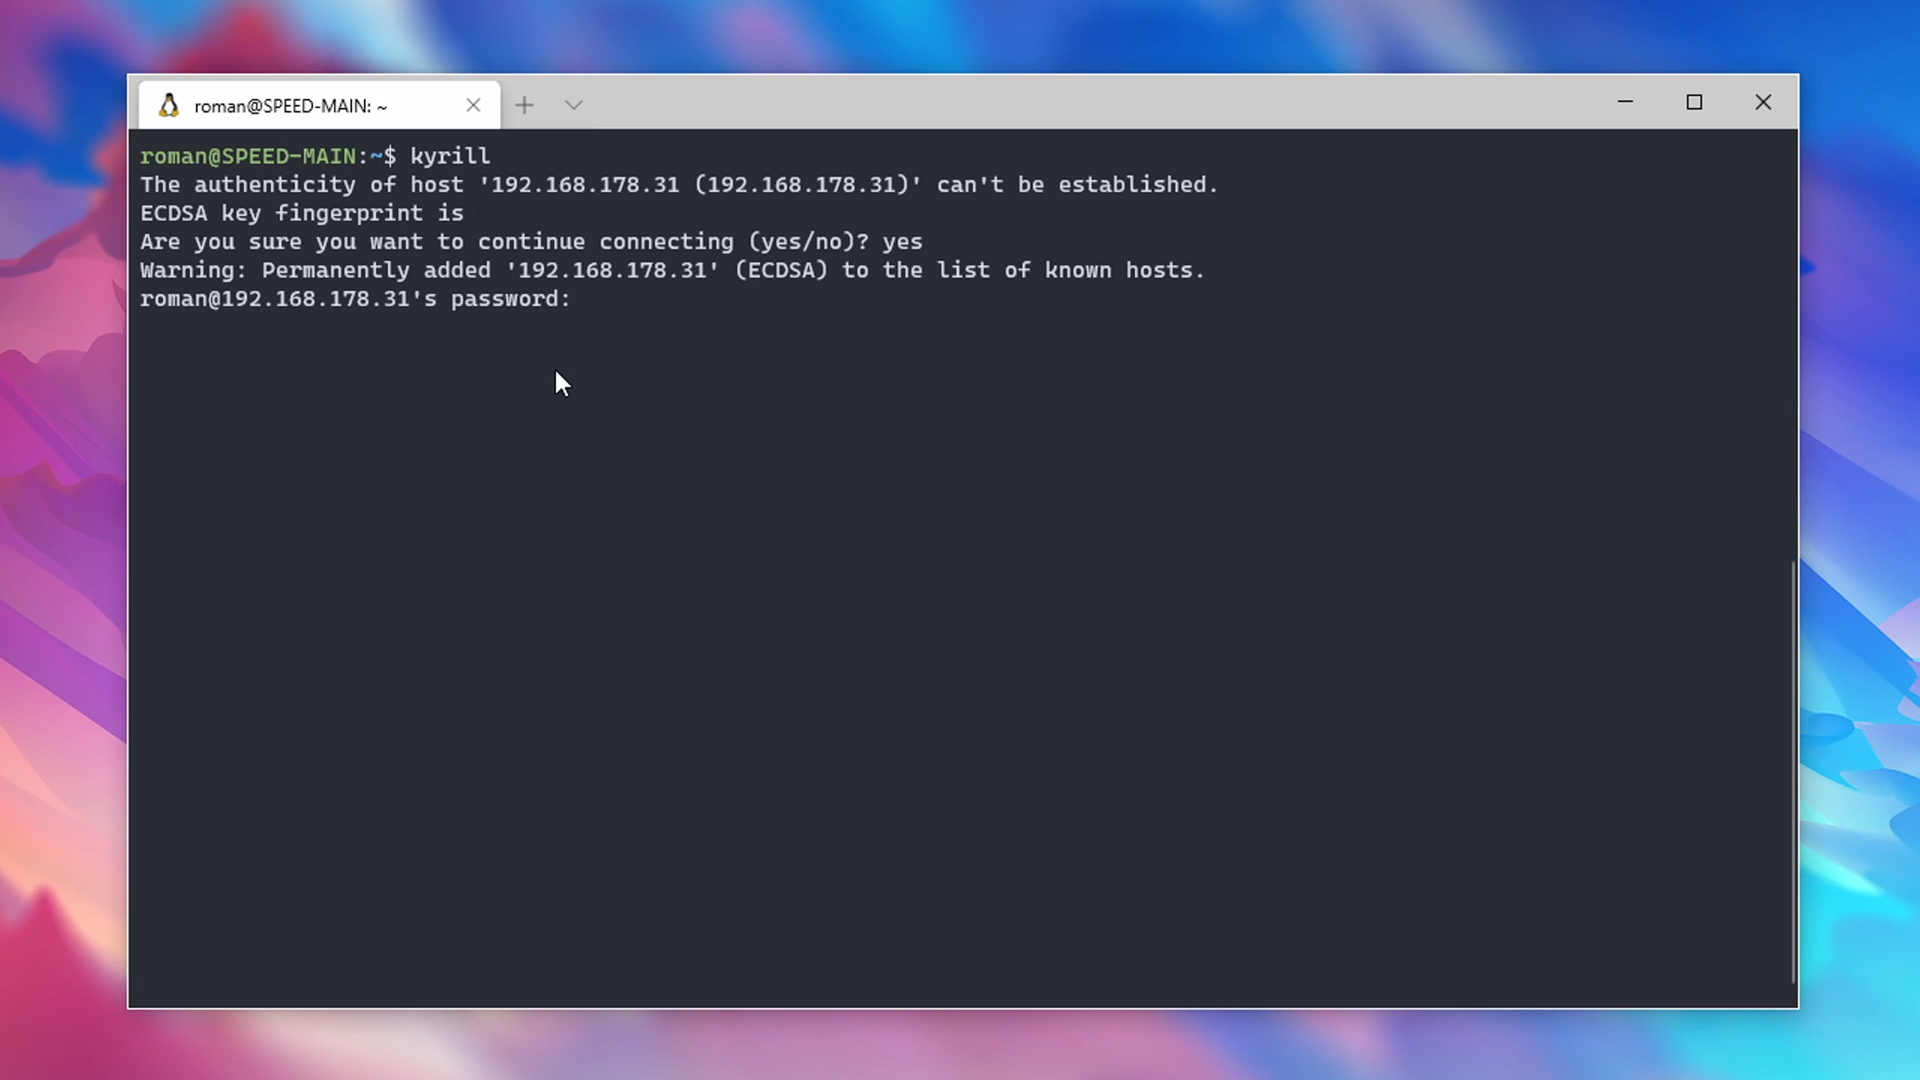 roman@SPEED-MAIN: ~
roman@SPEED-MAIN:~$ kyrill
The authenticity of host '192.168.178.31 (192.168.178.31)' can't be established.
ECDSA key fingerprint is
Are you sure you want to continue connecting (yes/no)? yes
Warning: Permanently added '192.168.178.31' (ECDSA) to the list of known hosts.
roman@192.168.178.31's password: